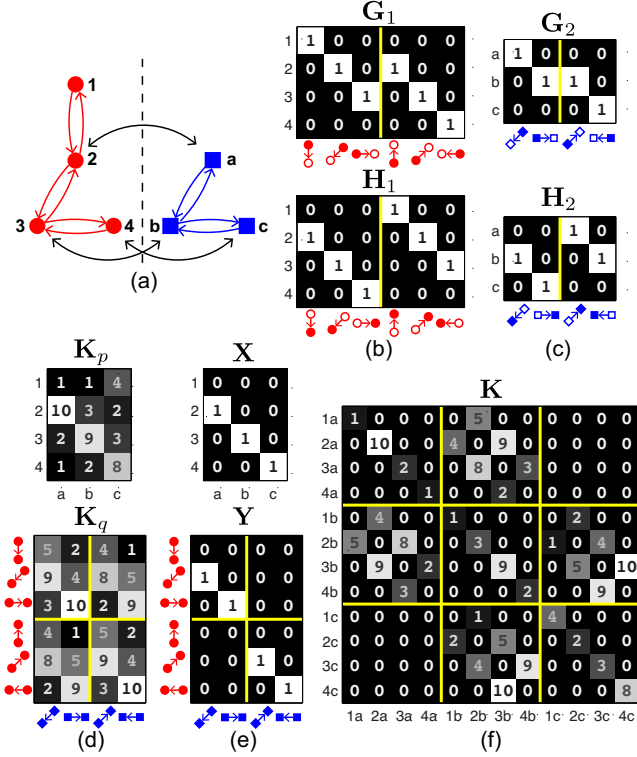 1
2
3
4
a
b
c
(a)
G₁
1 1 0 0 0 0 0
2 0 1 0 1 0 0
3 0 0 1 0 1 0
4 0 0 0 0 0 1
H₁
1 0 0 0 1 0 0
2 1 0 0 0 1 0
3 0 1 0 0 0 1
4 0 0 1 0 0 0
(b)
G₂
a 1 0 0 0
b 0 1 1 0
c 0 0 0 1
H₂
a 0 0 1 0
b 1 0 0 1
c 0 1 0 0
(c)
Kₚ
1 1 1 4
2 10 3 2
3 2 9 3
4 1 2 8
a b c
K_q
5 2 4 1
9 4 8 5
3 10 2 9
4 1 5 2
8 5 9 4
2 9 3 10
(d)
X
1 0 0 0
2 1 0 0
3 0 1 0
4 0 0 1
a b c
Y
0 0 0 0
1 0 0 0
0 1 0 0
0 0 0 0
0 0 1 0
0 0 0 1
(e)
K
1a 1 0 0 0 0 5 0 0 0 0 0 0
2a 0 10 0 0 4 0 9 0 0 0 0 0
3a 0 0 2 0 0 8 0 3 0 0 0 0
4a 0 0 0 1 0 0 2 0 0 0 0 0
1b 0 4 0 0 1 0 0 0 0 2 0 0
2b 5 0 8 0 0 3 0 0 1 0 4 0
3b 0 9 0 2 0 0 9 0 0 5 0 10
4b 0 0 3 0 0 0 0 2 0 0 9 0
1c 0 0 0 0 0 1 0 0 4 0 0 0
2c 0 0 0 0 2 0 5 0 0 2 0 0
3c 0 0 0 0 0 4 0 9 0 0 3 0
4c 0 0 0 0 0 0 10 0 0 0 0 8
1a 2a 3a 4a 1b 2b 3b 4b 1c 2c 3c 4c
(f)